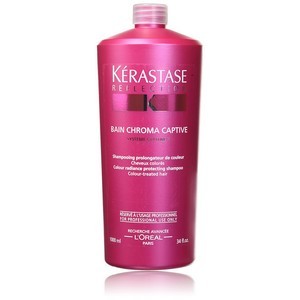 KÉRASTASE
REFLECTION
K
BAIN CHROMA CAPTIVE
Shampooing prolongateur de couleur
Cheveux colorés
Colour radiance protecting shampoo
Colour-treated hair
RÉSERVÉ À L'USAGE PROFESSIONNEL
FOR PROFESSIONAL USE ONLY
RECHERCHE AVANCÉE
L'ORÉAL
PARIS
1000 ml 34 fl.oz.